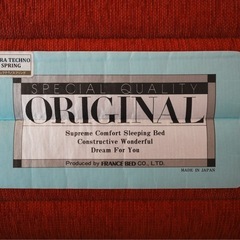 RA TECHNO
SPRING
SPECIAL QUALITY
ORIGINAL
Supreme Comfort Sleeping Bed
Constructive Wonderful
Dream For You
Produced by FRANCE BED CO., LTD.
MADE IN JAPAN